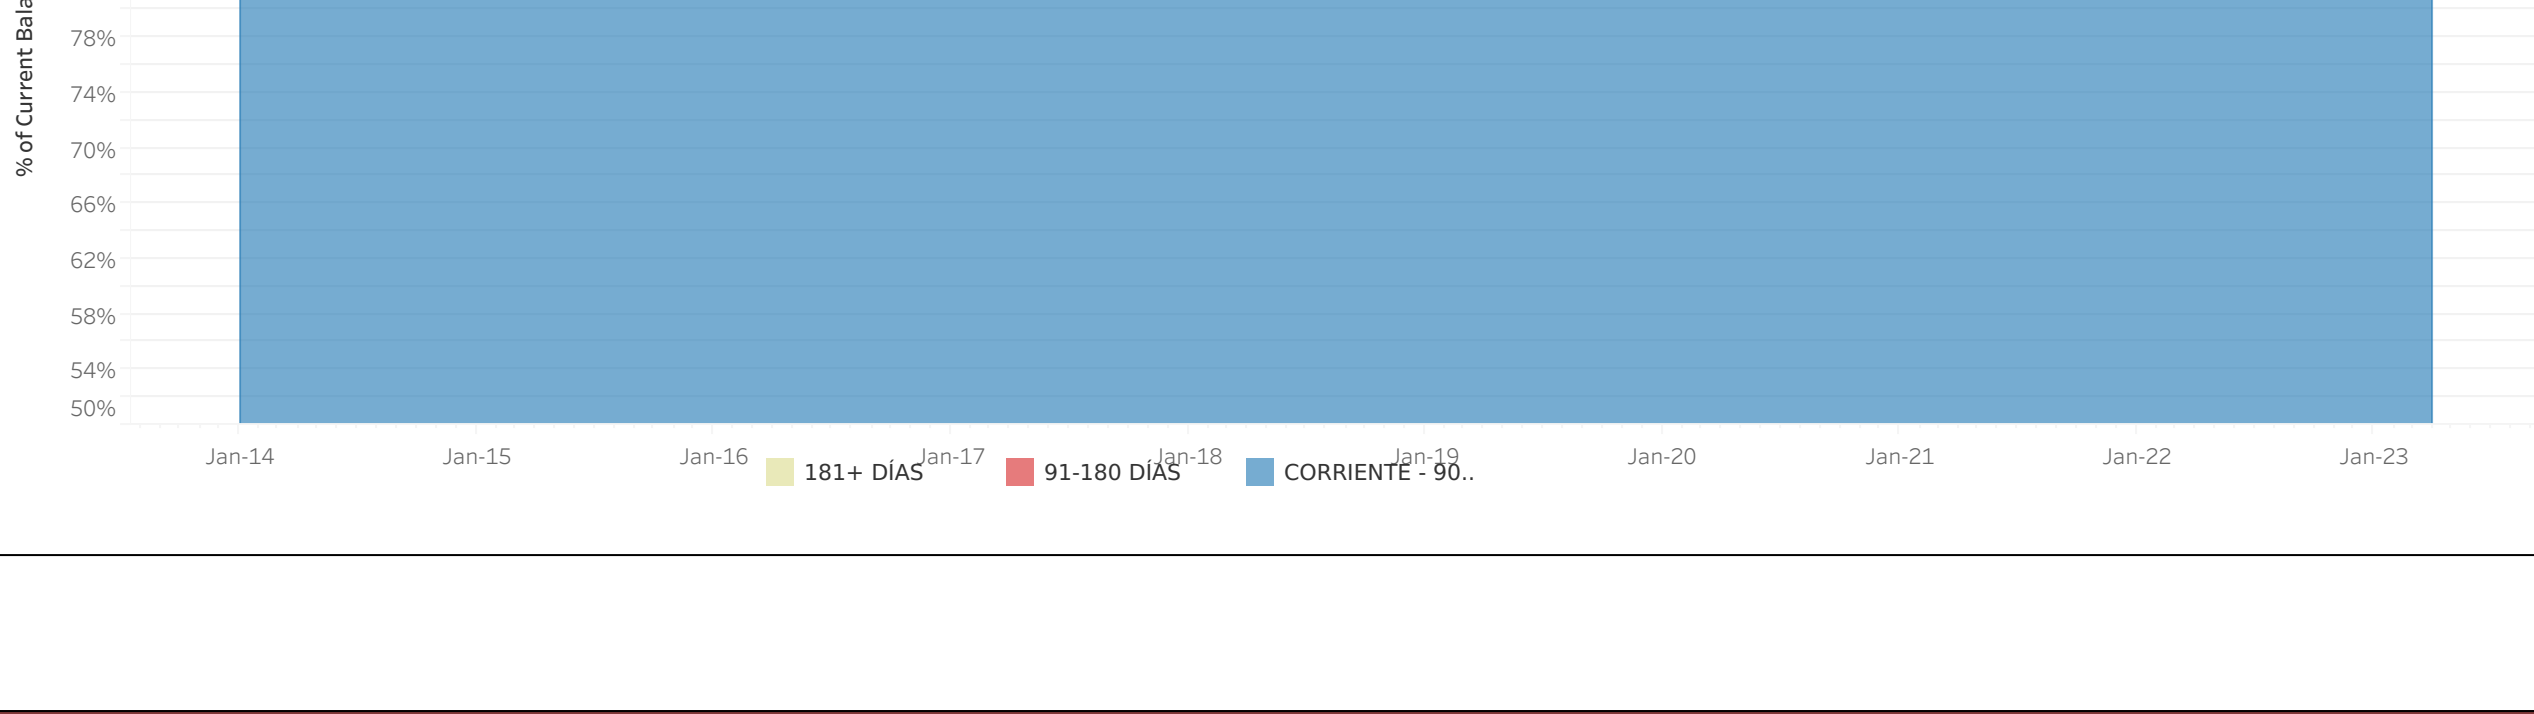 % of Current Bala
78%
74%
70%
66%
62%
58%
54%
50%
Jan-14 Jan-15 Jan-16 Jan-17 Jan-18 Jan-19 Jan-20 Jan-21 Jan-22 Jan-23
181+ DÍAS 91-180 DÍAS CORRIENTE - 90..